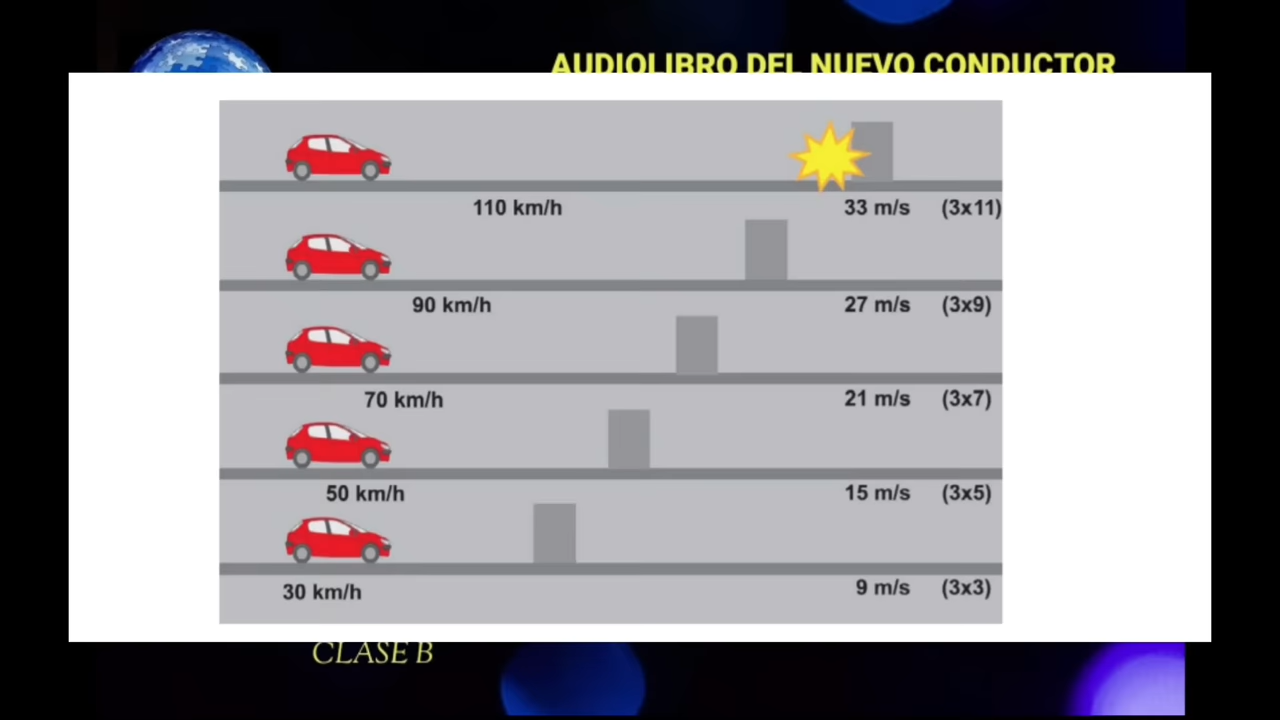 AUDIOLIBRO DEL NUEVO CONDUCTOR
110 km/h 33 m/s (3x11)
90 km/h 27 m/s (3x9)
70 km/h 21 m/s (3x7)
50 km/h 15 m/s (3x5)
30 km/h 9 m/s (3x3)
CLASE B